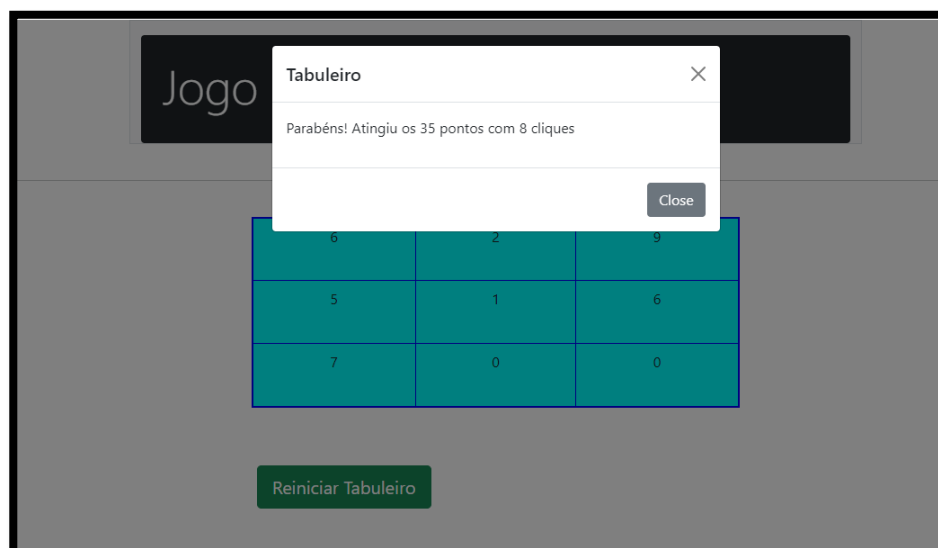 Jogo
Tabuleiro
Parabéns! Atingiu os 35 pontos com 8 cliques
Close
6 2 9
5 1 6
7 0 0
Reiniciar Tabuleiro